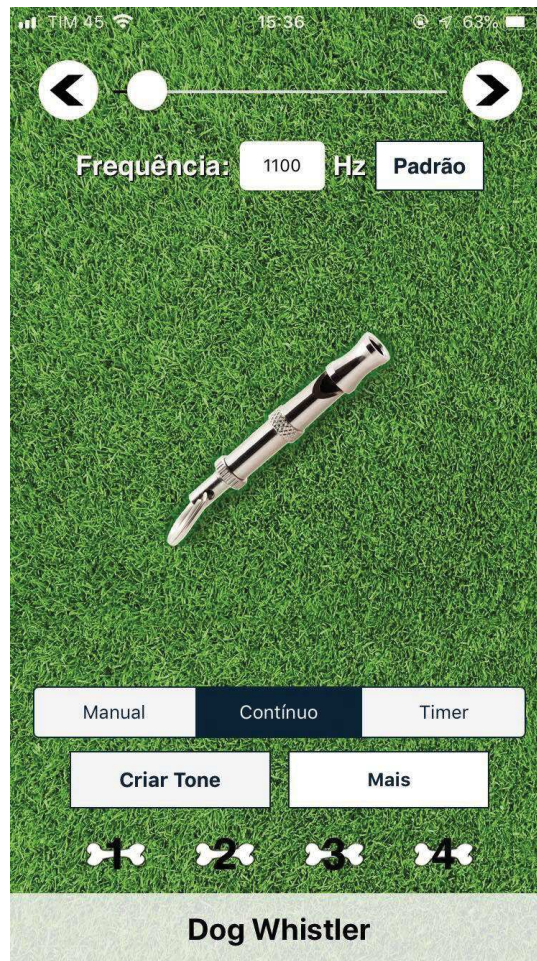 TIM 45 15:36 63%
Frequência: 1100 Hz Padrão
Manual Contínuo Timer
Criar Tone Mais
1 2 3 4
Dog Whistler